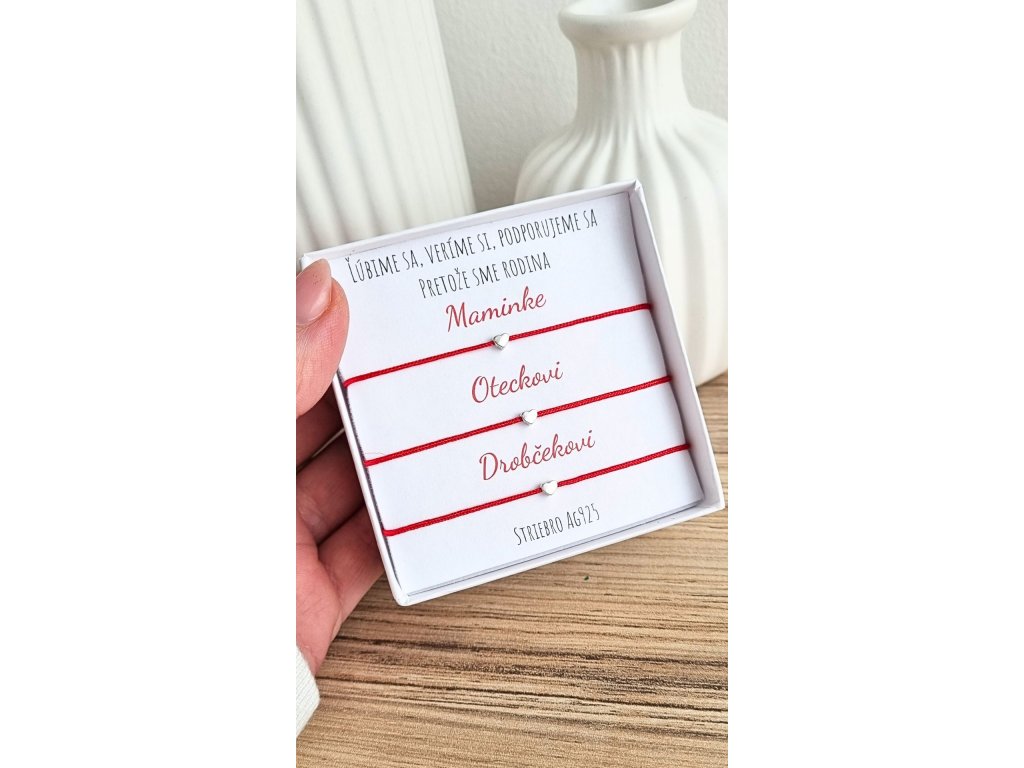 Ľúbime sa, veríme si, podporujeme sa
Pretože sme rodina
Maminke
Oteckovi
Drobčekovi
Striebro Ag925